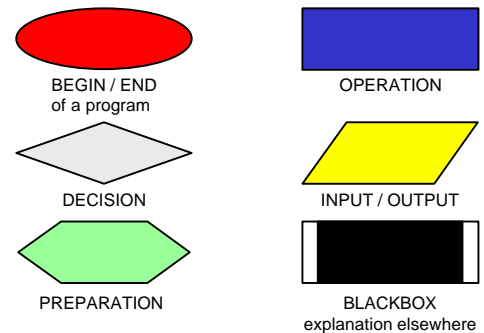 BEGIN / END
of a program
OPERATION
DECISION
INPUT / OUTPUT
PREPARATION
BLACKBOX
explanation elsewhere